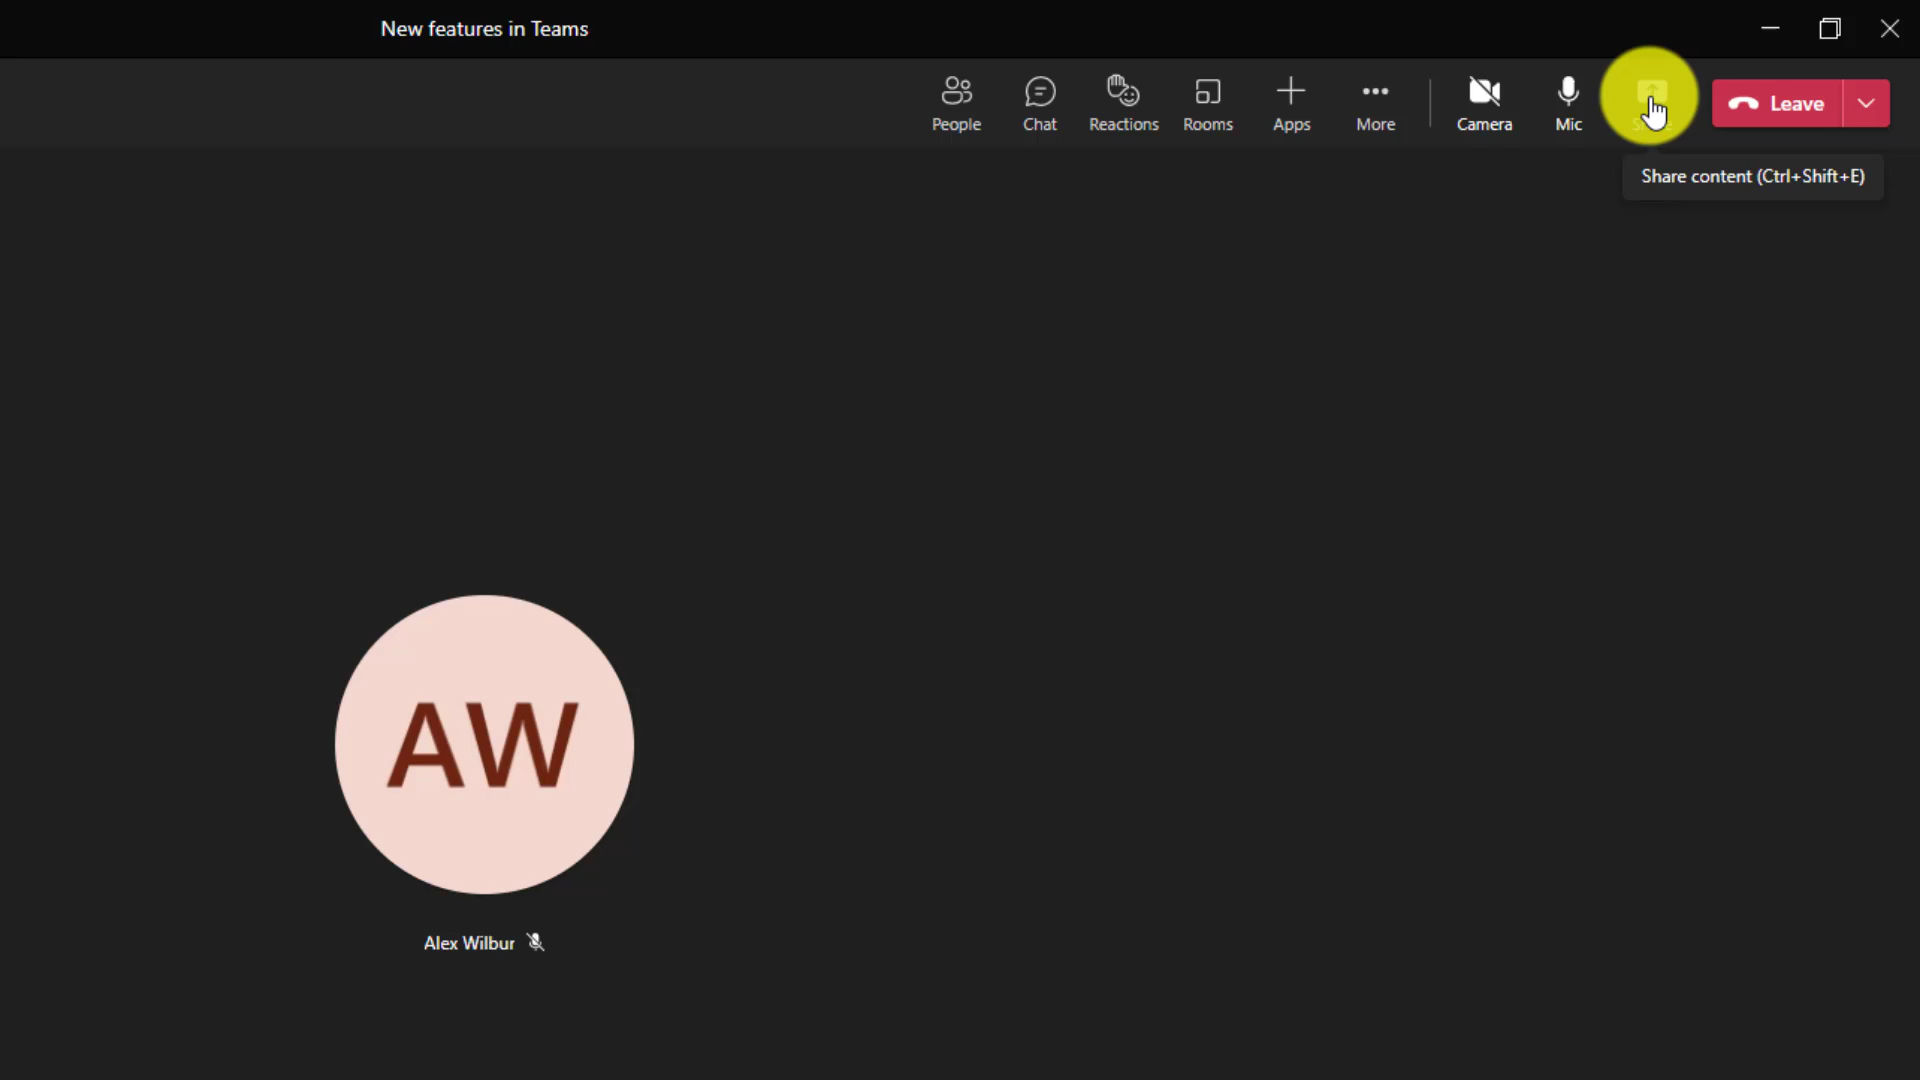 New features in Teams
People Chat Reactions Rooms Apps More Camera Mic Leave
Share content (Ctrl+Shift+E)
AW
Alex Wilbur